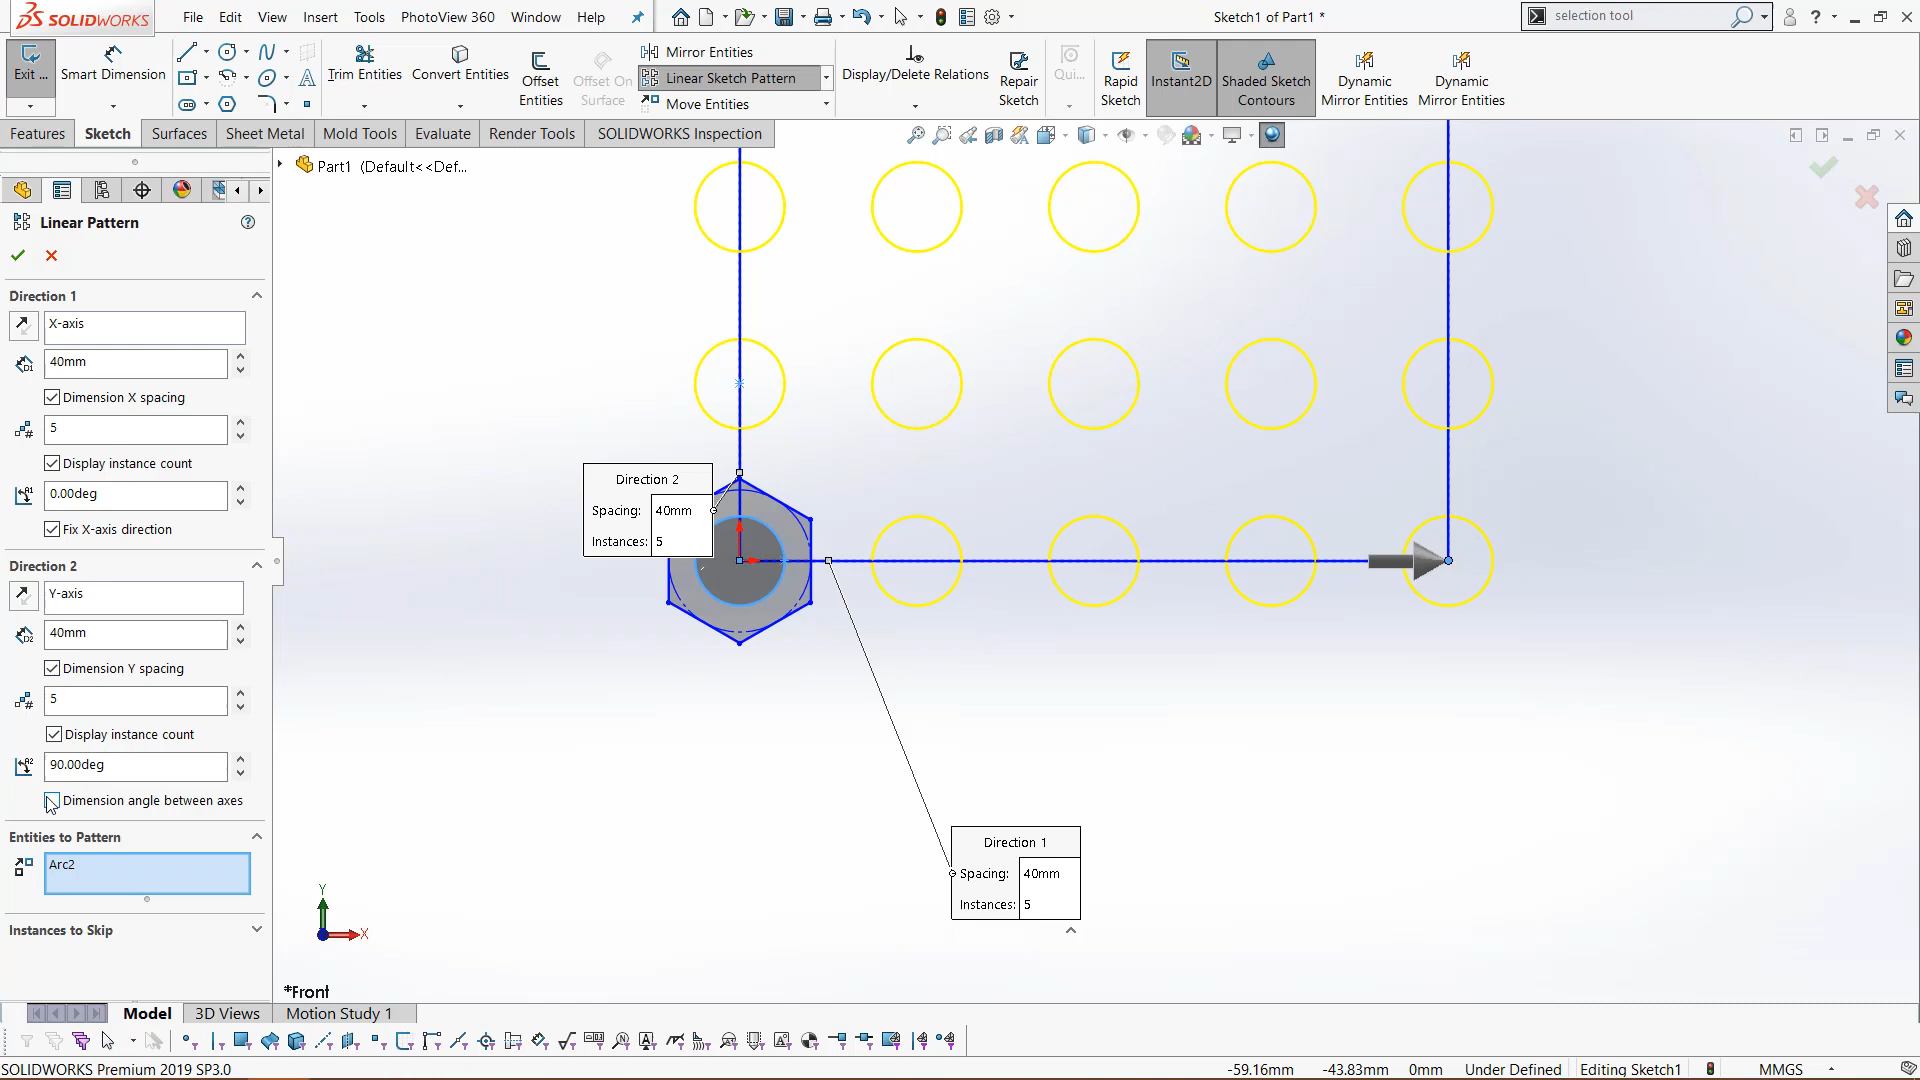 SOLIDWORKS
File Edit View Insert Tools PhotoView 360 Window Help
Sketch1 of Part1 *
selection tool
Exit ...
Smart Dimension
Trim Entities
Convert Entities
Offset Entities
Offset On Surface
Mirror Entities
Linear Sketch Pattern
Move Entities
Display/Delete Relations
Repair Sketch
Qui...
Rapid Sketch
Instant2D
Shaded Sketch Contours
Dynamic Mirror Entities
Dynamic Mirror Entities
Features Sketch Surfaces Sheet Metal Mold Tools Evaluate Render Tools SOLIDWORKS Inspection
Part1 (Default<<Def...
Linear Pattern
Direction 1
X-axis
40mm
Dimension X spacing
5
Display instance count
0.00deg
Fix X-axis direction
Direction 2
Y-axis
40mm
Dimension Y spacing
5
Display instance count
90.00deg
Dimension angle between axes
Entities to Pattern
Arc2
Instances to Skip
Direction 2
Spacing: 40mm
Instances: 5
Direction 1
Spacing: 40mm
Instances: 5
Y
X
*Front
Model 3D Views Motion Study 1
SOLIDWORKS Premium 2019 SP3.0
-59.16mm -43.83mm 0mm Under Defined Editing Sketch1 MMGS